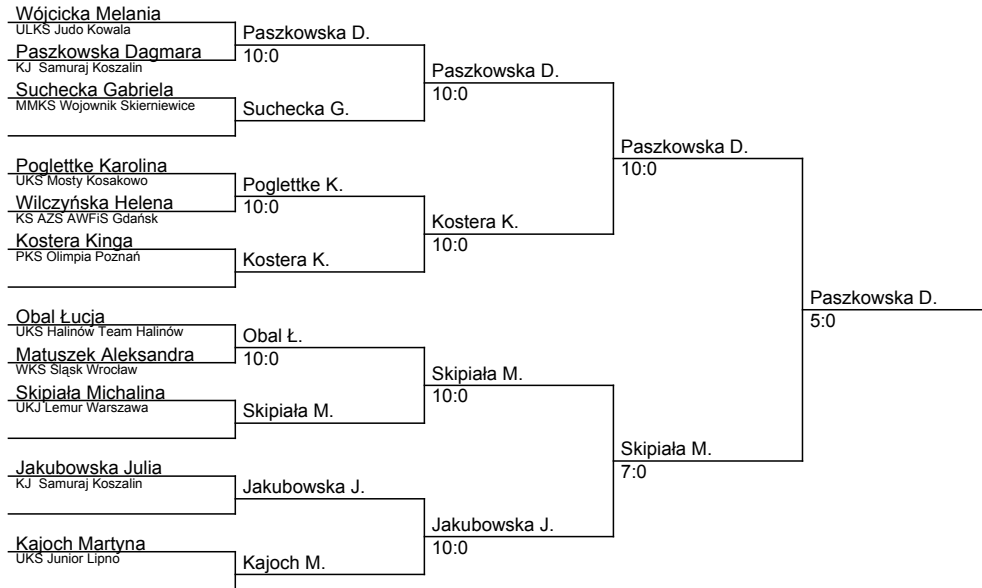 Wójcicka Melania
ULKS Judo Kowala
Paszkowska Dagmara
KJ  Samuraj Koszalin
Suchecka Gabriela
MMKS Wojownik Skierniewice
Poglettke Karolina
UKS Mosty Kosakowo
Wilczyńska Helena
KS AZS AWFiS Gdańsk
Kostera Kinga
PKS Olimpia Poznań
Obal Łucja
UKS Halinów Team Halinów
Matuszek Aleksandra
WKS Śląsk Wrocław
Skipiała Michalina
UKJ Lemur Warszawa
Jakubowska Julia
KJ  Samuraj Koszalin
Kajoch Martyna
UKS Junior Lipno
Paszkowska D.
10:0
Suchecka G.
Poglettke K.
10:0
Kostera K.
Obal Ł.
10:0
Skipiała M.
Jakubowska J.
Kajoch M.
Paszkowska D.
10:0
Kostera K.
10:0
Skipiała M.
10:0
Jakubowska J.
10:0
Paszkowska D.
10:0
Skipiała M.
7:0
Paszkowska D.
5:0